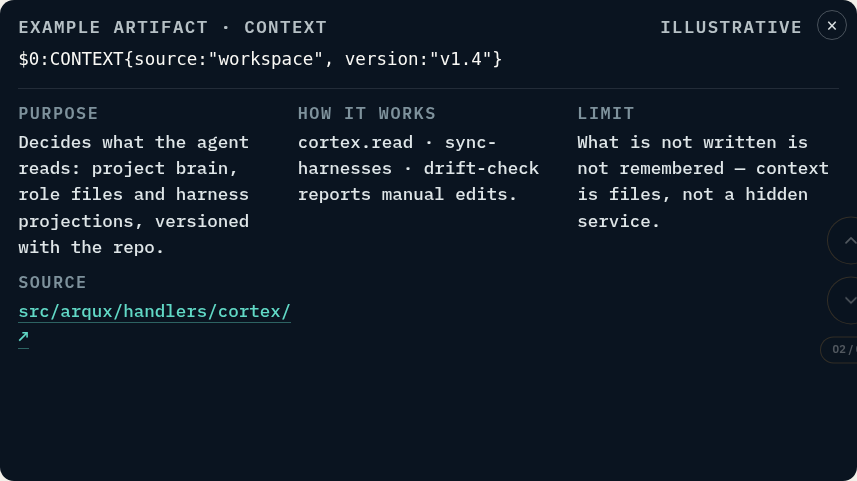 EXAMPLE ARTIFACT · CONTEXT
ILLUSTRATIVE
×
$0:CONTEXT{source:"workspace", version:"v1.4"}
PURPOSE
Decides what the agent
reads: project brain,
role files and harness
projections, versioned
with the repo.
HOW IT WORKS
cortex.read · sync-
harnesses · drift-check
reports manual edits.
LIMIT
What is not written is
not remembered — context
is files, not a hidden
service.
SOURCE
src/arqux/handlers/cortex/
↗
02/